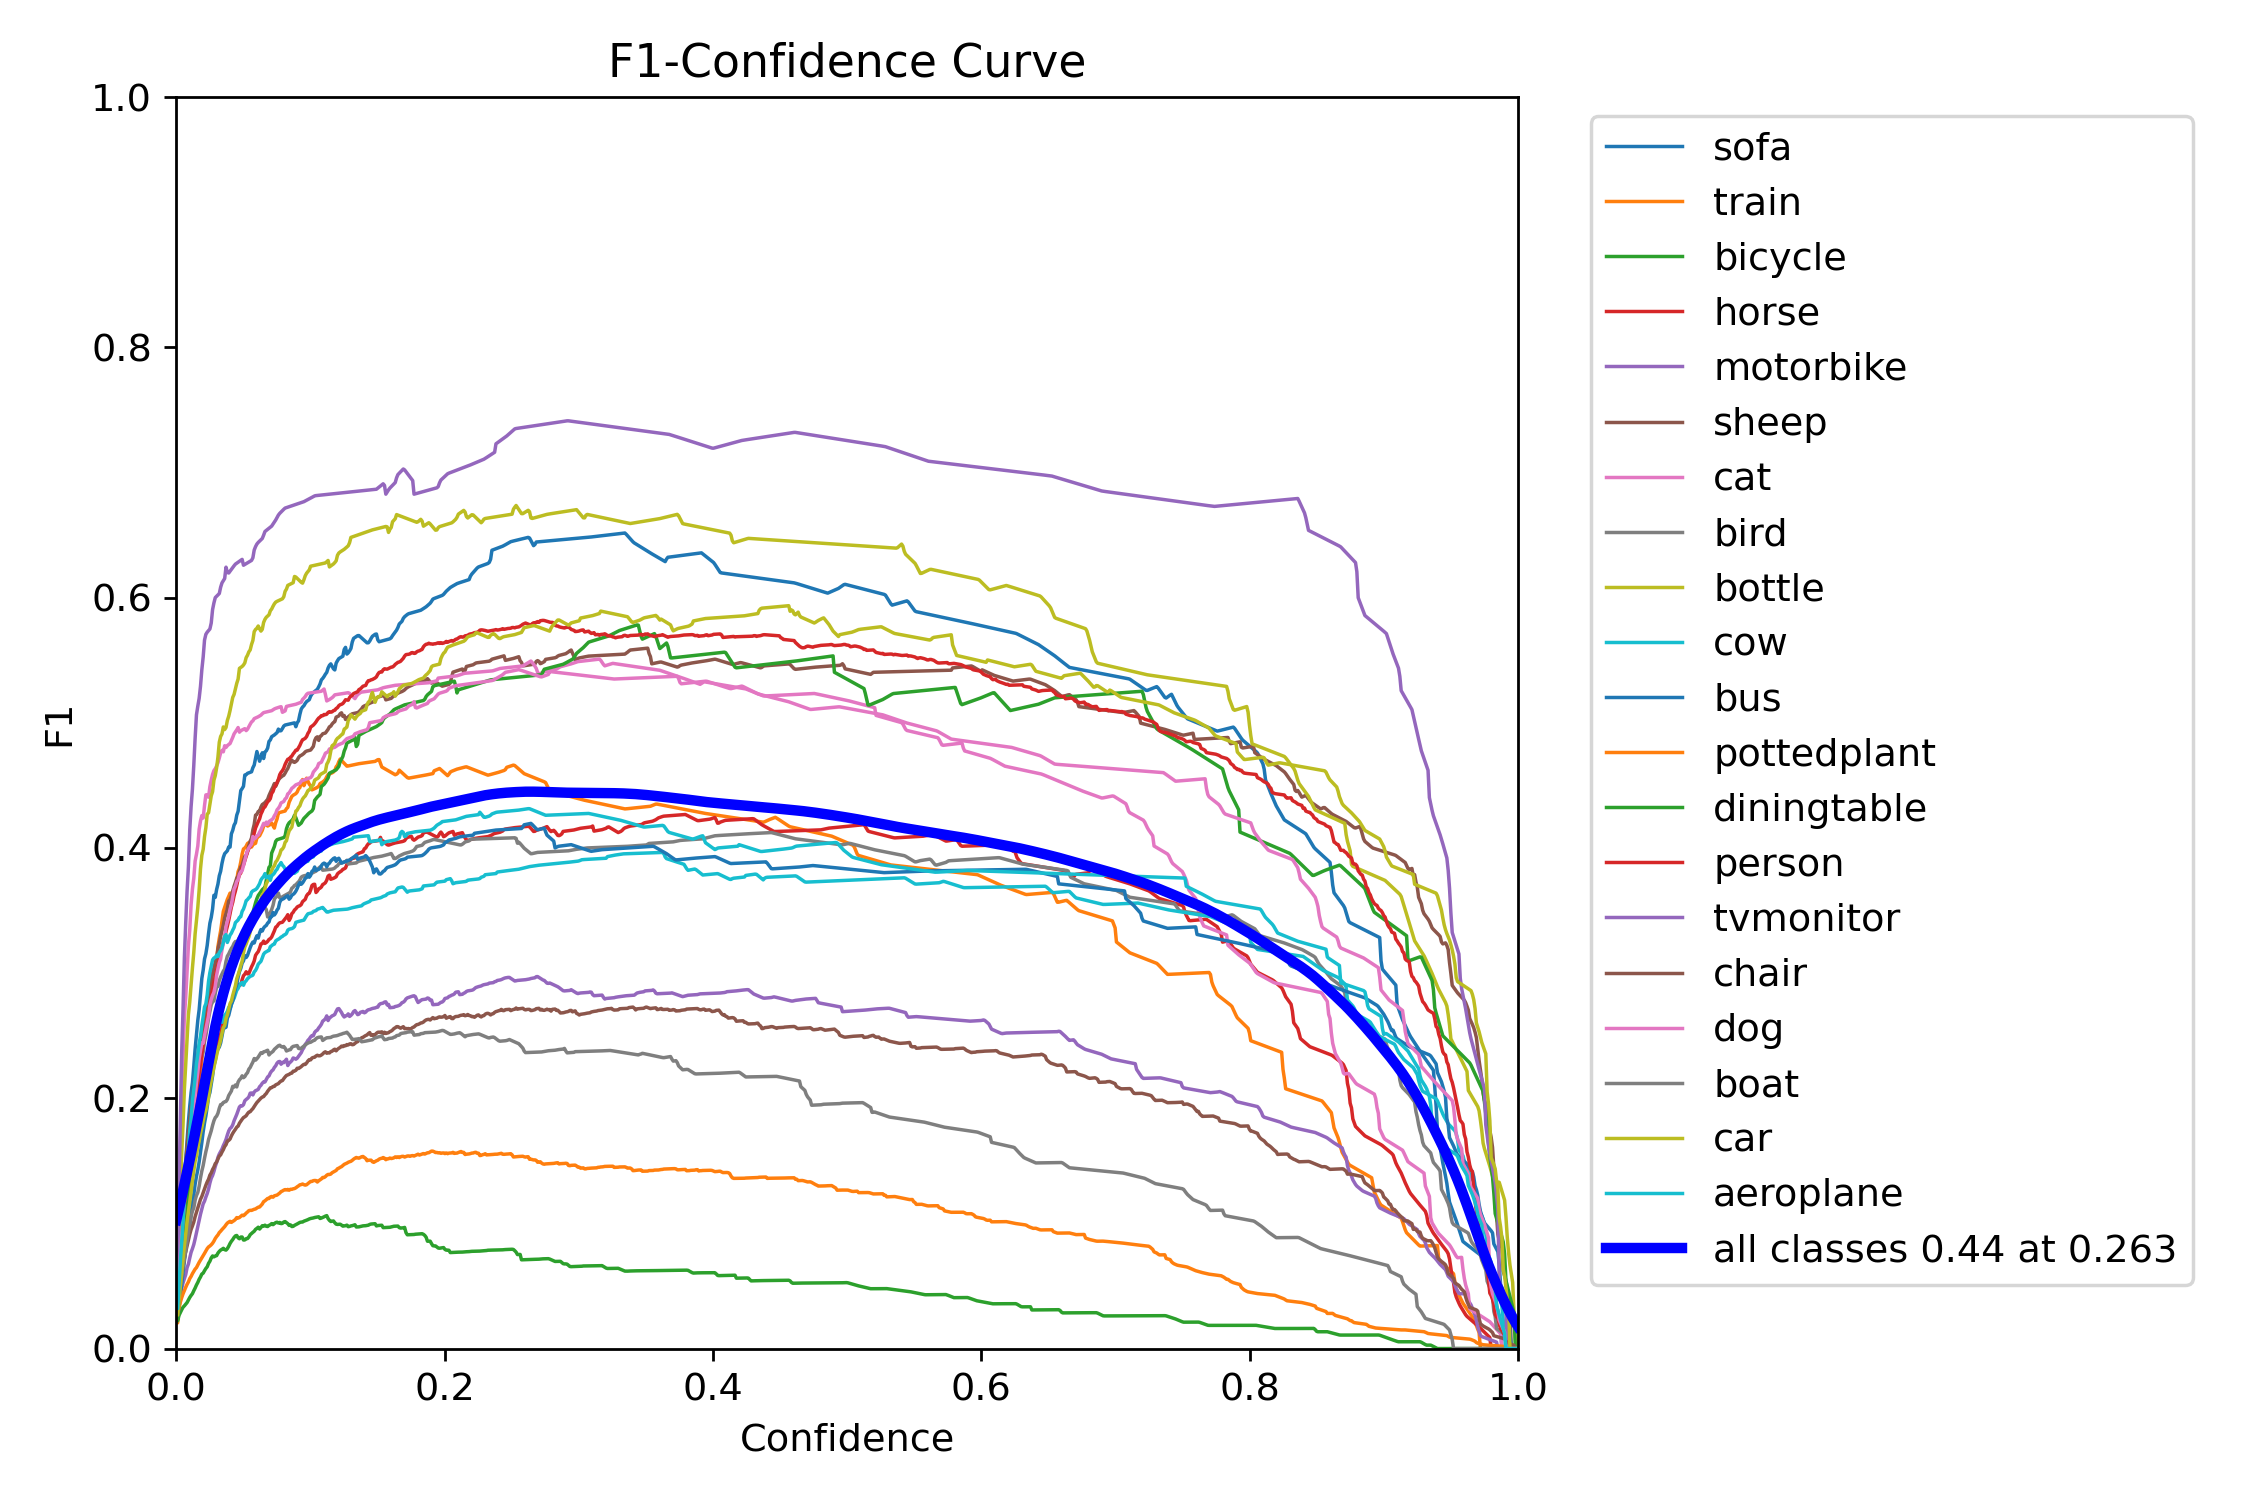 F1-Confidence Curve
1.0
0.8
0.6
0.4
0.2
0.0
F1
0.0 0.2 0.4 0.6 0.8 1.0
Confidence
sofa
train
bicycle
horse
motorbike
sheep
cat
bird
bottle
cow
bus
pottedplant
diningtable
person
tvmonitor
chair
dog
boat
car
aeroplane
all classes 0.44 at 0.263